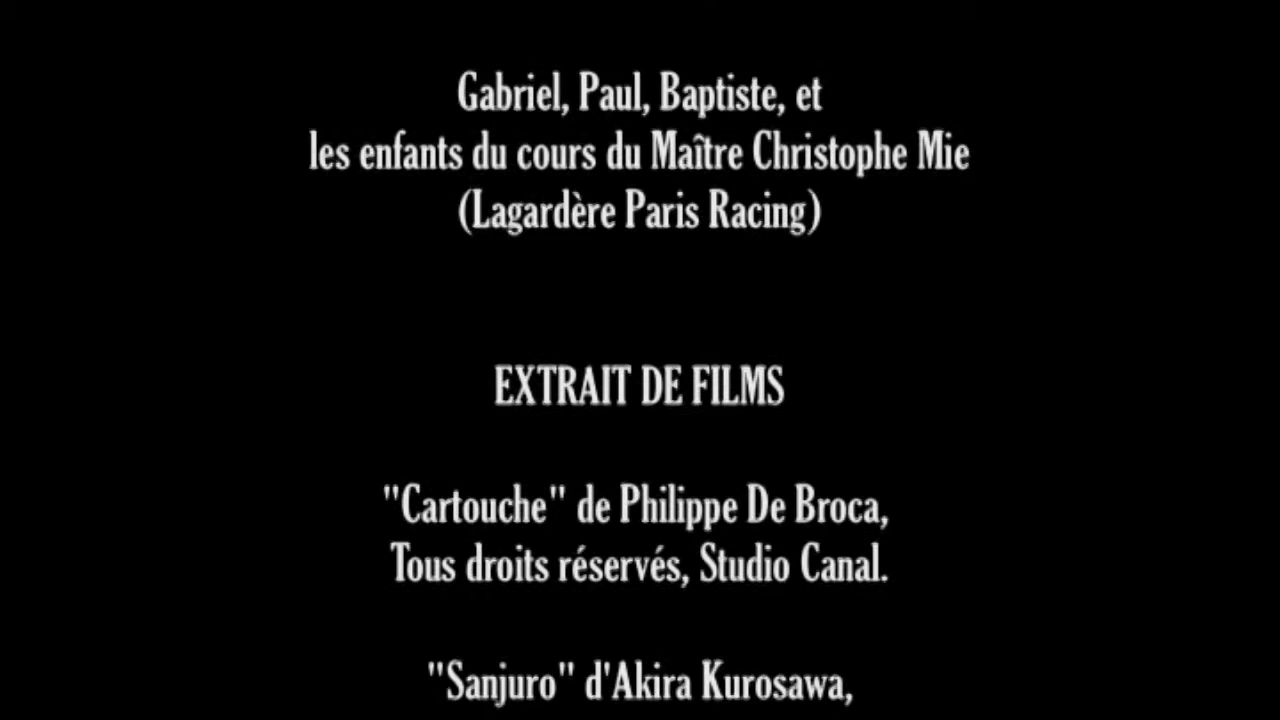 Gabriel, Paul, Baptiste, et
les enfants du cours du Maître Christophe Mie
(Lagardère Paris Racing)
EXTRAIT DE FILMS
"Cartouche" de Philippe De Broca,
Tous droits réservés, Studio Canal.
"Sanjuro" d'Akira Kurosawa,